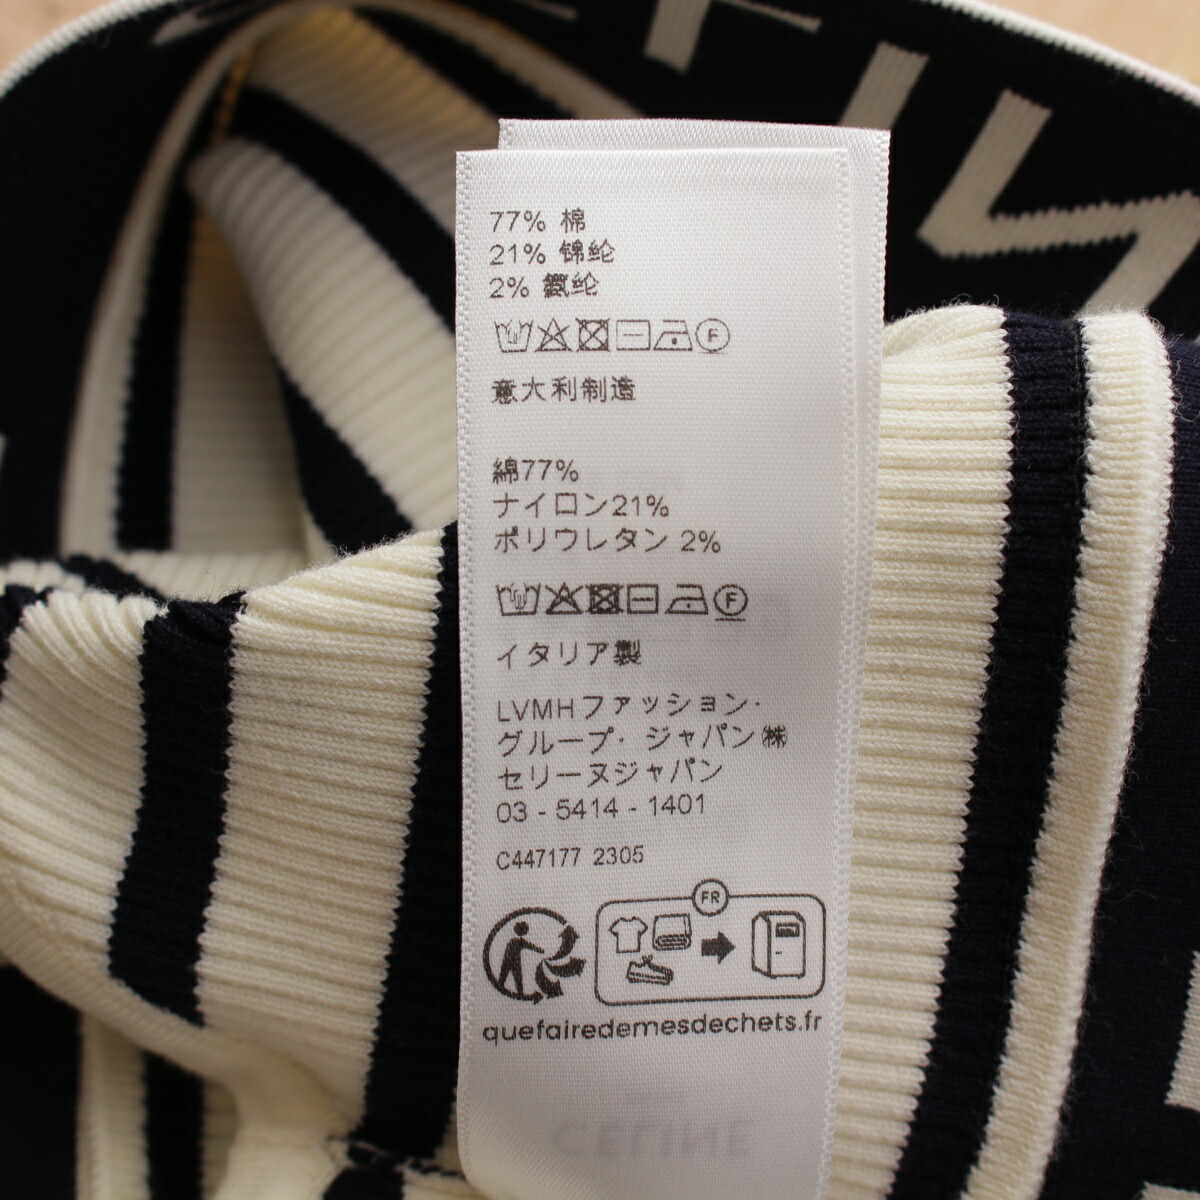 77% 棉
21% 锦纶
2% 氨纶
F
意大利制造
綿77%
ナイロン21%
ポリウレタン 2%
F
イタリア製
LVMHファッション・
グループ・ジャパン㈱
セリーヌジャパン
03 - 5414 - 1401
C447177 2305
FR
quefairedemesdechets.fr
CELINE